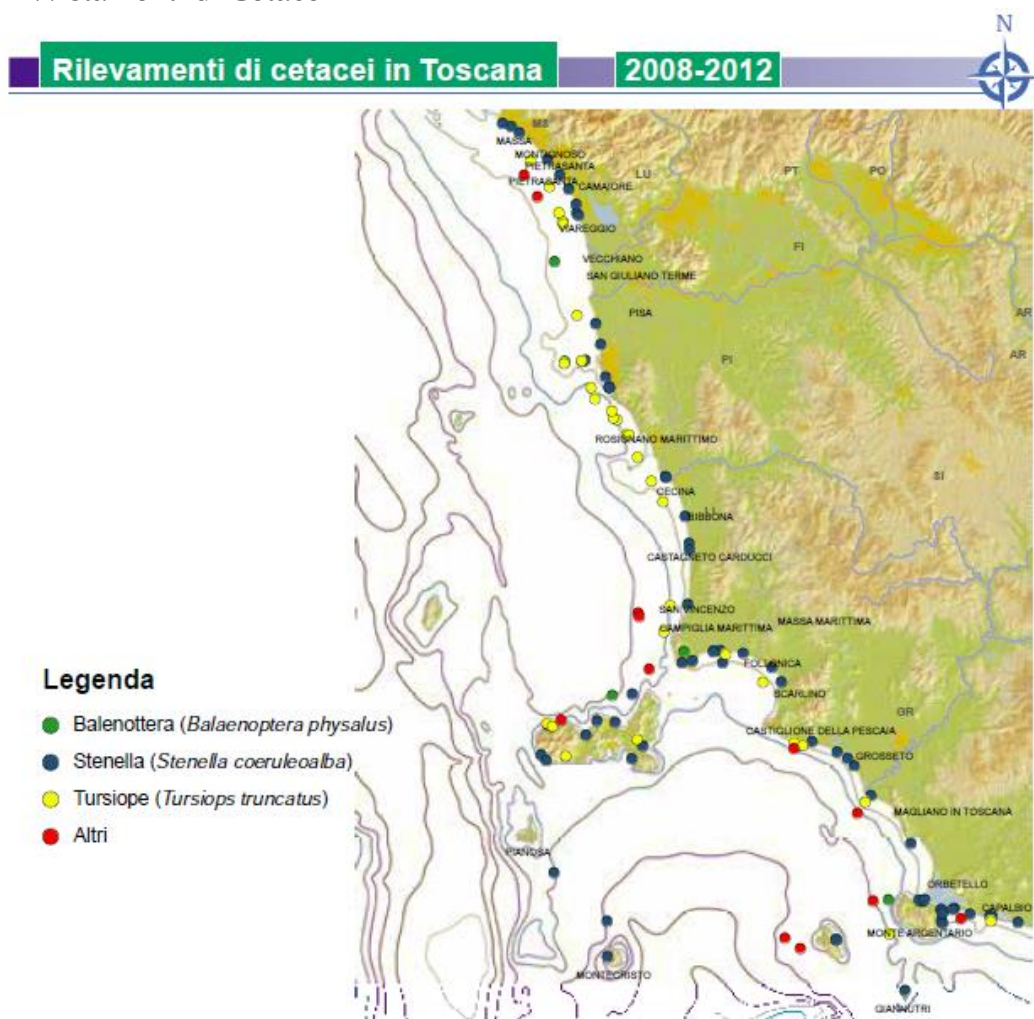 N
Rilevamenti di cetacei in Toscana 2008-2012
MS
MASSA
MONTIGNOSO
PIETRASANTA
LU
PT
PO
PIETRASANTA
CAMAIORE
VIAREGGIO
FI
VECCHIANO
SAN GIULIANO TERME
PISA
AR
PI
AR
ROSIGNANO MARITTIMO
SI
CECINA
LI
BIBBONA
CASTAGNETO CARDUCCI
SAN VINCENZO
MASSA MARITTIMA
CAMPIGLIA MARITTIMA
FOLLONICA
SCARLINO
GR
CASTIGLIONE DELLA PESCAIA
GROSSETO
MAGLIANO IN TOSCANA
PIANOSA
ORBETELLO
CAPALBIO
MONTE ARGENTARIO
MONTECRISTO
GIANNUTRI
Legenda
Balenottera (Balaenoptera physalus)
Stenella (Stenella coeruleoalba)
Tursiope (Tursiops truncatus)
Altri